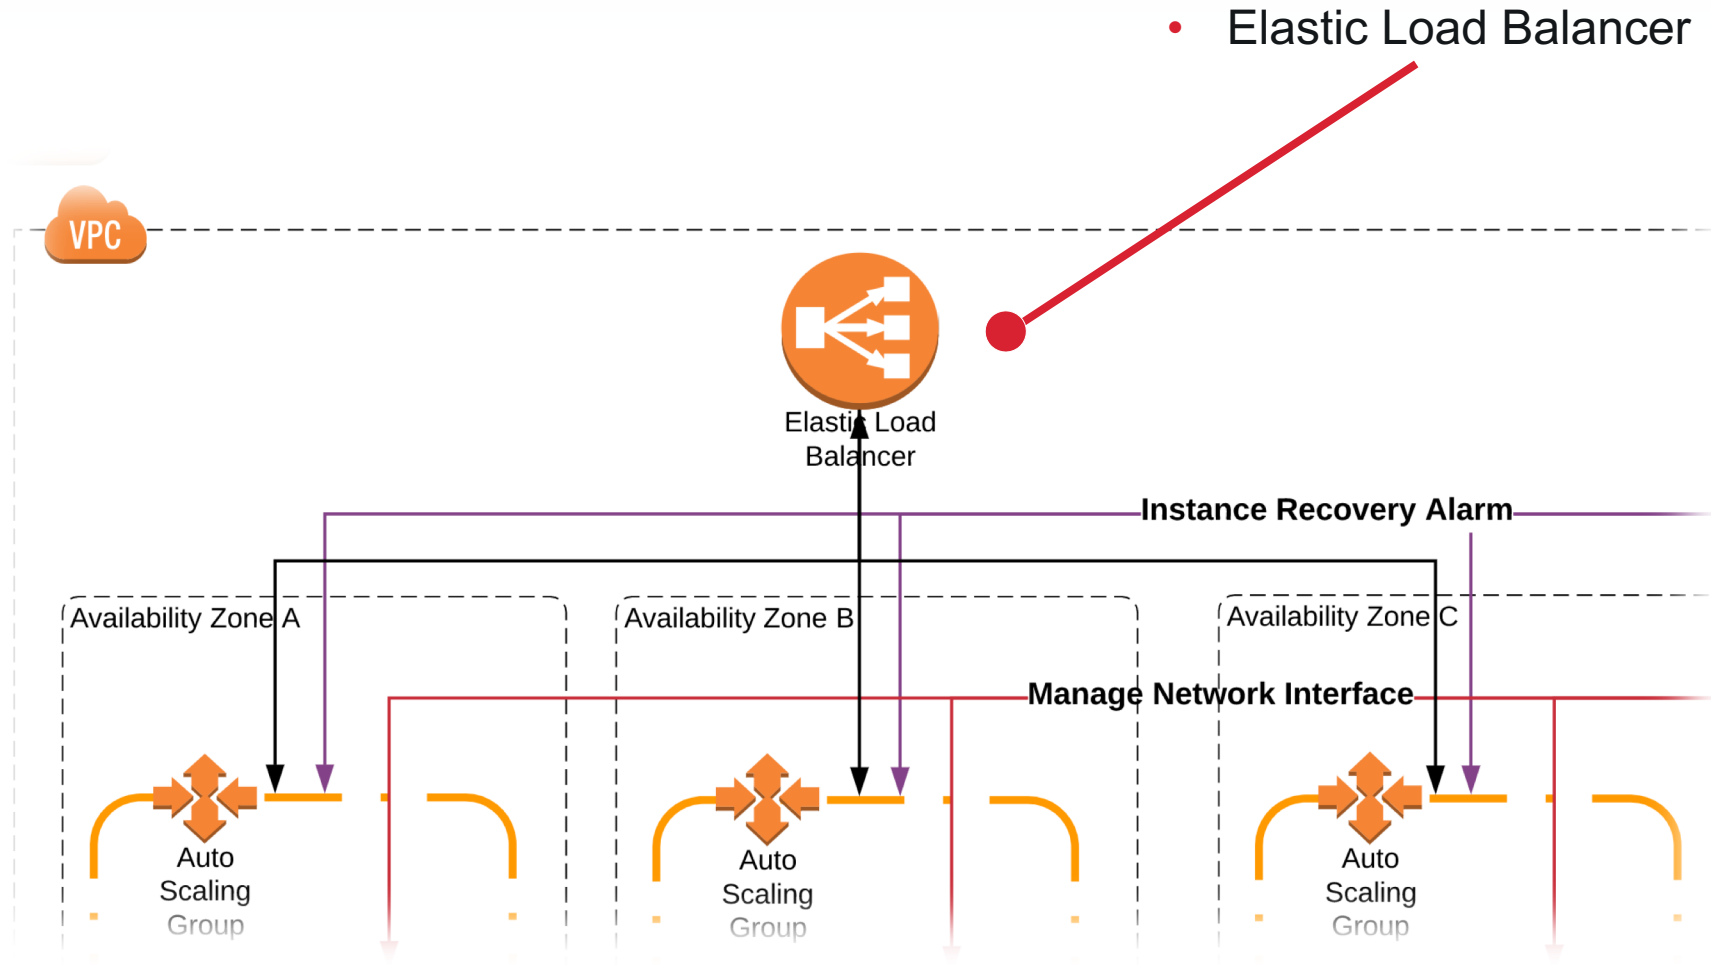 • Elastic Load Balancer
VPC
Elastic Load
Balancer
Instance Recovery Alarm
Availability Zone A
Availability Zone B
Availability Zone C
Manage Network Interface
Auto
Scaling
Group
Auto
Scaling
Group
Auto
Scaling
Group